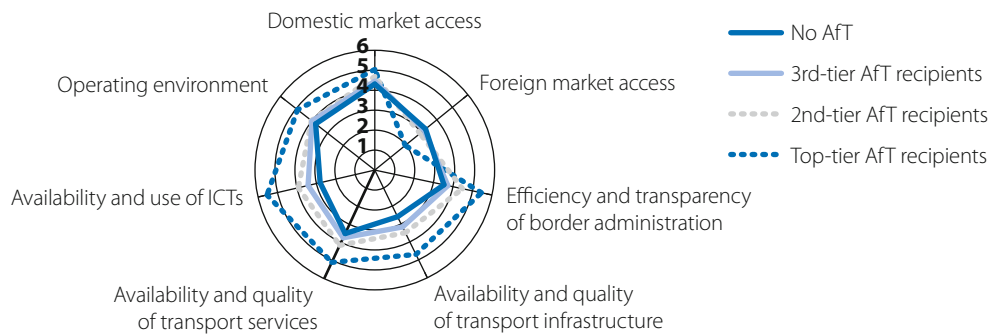 Domestic market access
6
5
4
3
2
1
Operating environment
Foreign market access
Availability and use of ICTs
Efficiency and transparency
of border administration
Availability and quality
of transport services
Availability and quality
of transport infrastructure
No AfT
3rd-tier AfT recipients
2nd-tier AfT recipients
Top-tier AfT recipients